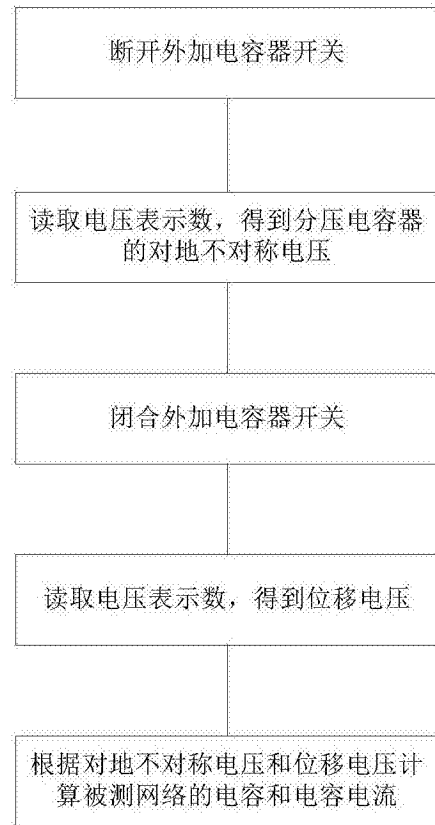 断开外加电容器开关
读取电压表示数，得到分压电容器
的对地不对称电压
闭合外加电容器开关
读取电压表示数，得到位移电压
根据对地不对称电压和位移电压计
算被测网络的电容和电容电流